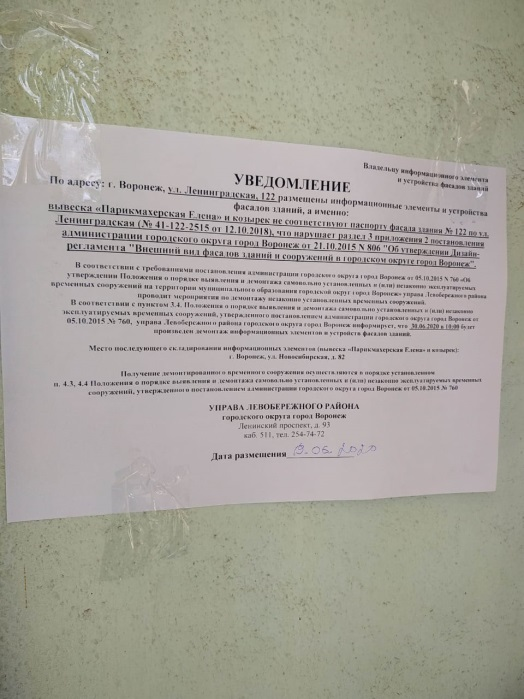 Владельцу информационного элемента
и устройства фасадов зданий
УВЕДОМЛЕНИЕ
По адресу: г. Воронеж, ул. Ленинградская, 122 размещены информационные элементы и устройства
фасадов зданий, а именно:
вывеска «Парикмахерская Елена» и козырек не соответствуют паспорту фасада здания № 122 по ул.
Ленинградская (№ 41-122-2515 от 12.10.2018), что нарушает раздел 3 приложения 2 постановления
администрации городского округа город Воронеж от 21.10.2015 N 806 "Об утверждении Дизайн-
регламента "Внешний вид фасадов зданий и сооружений в городском округе город Воронеж".
В соответствии с требованиями постановления администрации городского округа город Воронеж от 05.10.2015 N 760 «Об
утверждении Положения о порядке выявления и демонтажа самовольно установленных и (или) незаконно эксплуатируемых
временных сооружений на территории муниципального образования городской округ город Воронеж» управа Левобережного района
проводит мероприятия по демонтажу незаконно установленных временных сооружений.
В соответствии с пунктом 3.4. Положения о порядке выявления и демонтажа самовольно установленных и (или) незаконно
эксплуатируемых временных сооружений, утвержденного постановлением администрации городского округа город Воронеж от
05.10.2015 № 760, управа Левобережного района городского округа город Воронеж информирует, что 30.06.2020 в 10:00 будет
произведен демонтаж информационных элементов и устройств фасадов зданий.
Место последующего складирования информационных элементов (вывеска «Парикмахерская Елена» и козырек):
г. Воронеж, ул. Новосибирская, д. 82
Получение демонтированного временного сооружения осуществляются в порядке установленном
п. 4.3, 4.4 Положения о порядке выявления и демонтажа самовольно установленных и (или) незаконно эксплуатируемых временных
сооружений, утвержденного постановлением администрации городского округа город Воронеж от 05.10.2015 № 760
УПРАВА ЛЕВОБЕРЕЖНОГО РАЙОНА
городского округа город Воронеж
Ленинский проспект, д. 93
каб. 511, тел. 254-74-72
Дата размещения